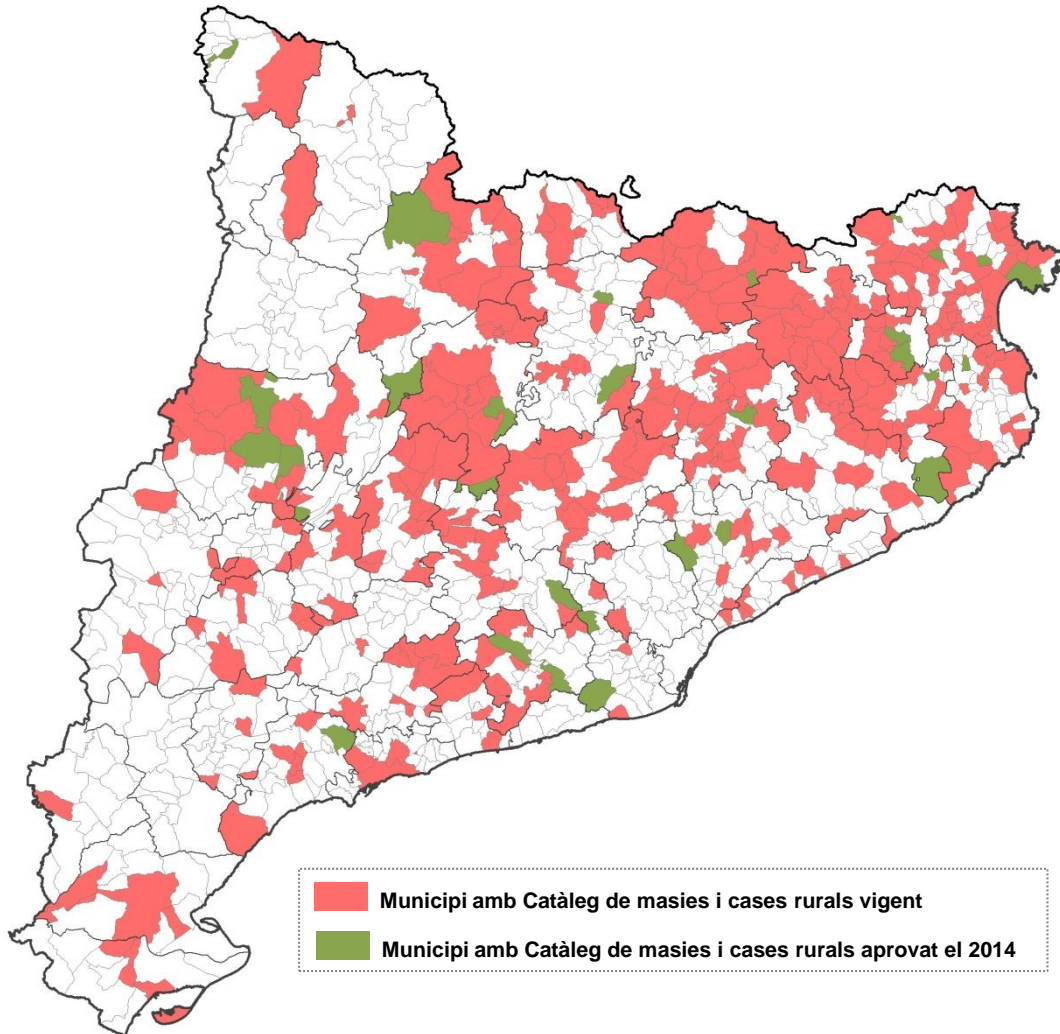 Municipi amb Catàleg de masies i cases rurals vigent
Municipi amb Catàleg de masies i cases rurals aprovat el 2014